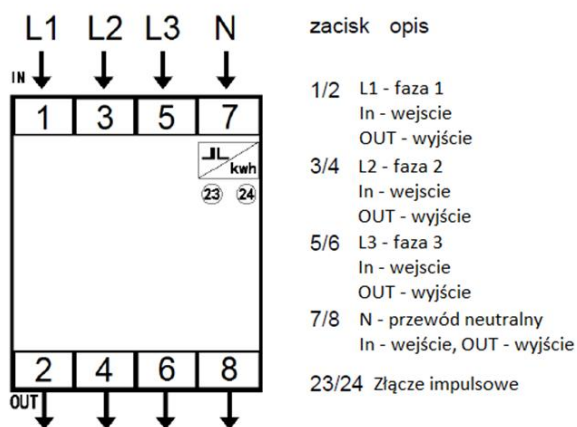 L1 L2 L3 N
IN
1 3 5 7
kwh
23 24
2 4 6 8
OUT
zacisk opis
1/2 L1 - faza 1
In - wejscie
OUT - wyjście
3/4 L2 - faza 2
In - wejscie
OUT - wyjście
5/6 L3 - faza 3
In - wejscie
OUT - wyjście
7/8 N - przewód neutralny
In - wejście, OUT - wyjście
23/24 Złącze impulsowe